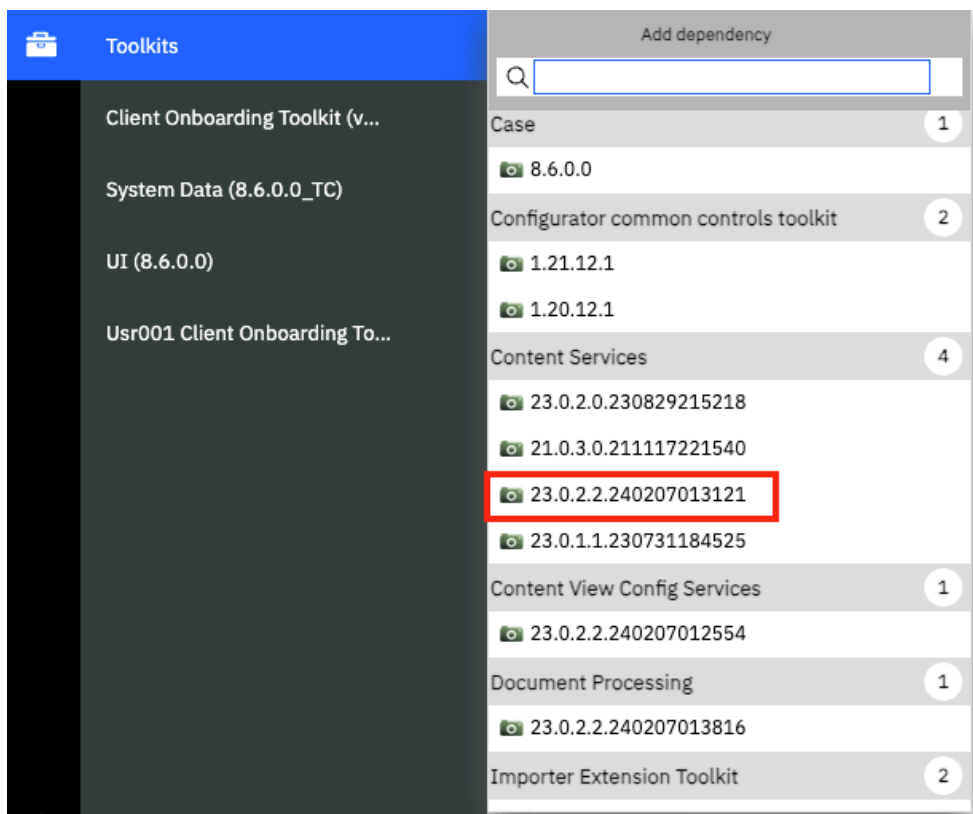 Toolkits
Client Onboarding Toolkit (v...
System Data (8.6.0.0_TC)
UI (8.6.0.0)
Usr001 Client Onboarding To...
Add dependency
Case 1
8.6.0.0
Configurator common controls toolkit 2
1.21.12.1
1.20.12.1
Content Services 4
23.0.2.0.230829215218
21.0.3.0.211117221540
23.0.2.2.240207013121
23.0.1.1.230731184525
Content View Config Services 1
23.0.2.2.240207012554
Document Processing 1
23.0.2.2.240207013816
Importer Extension Toolkit 2